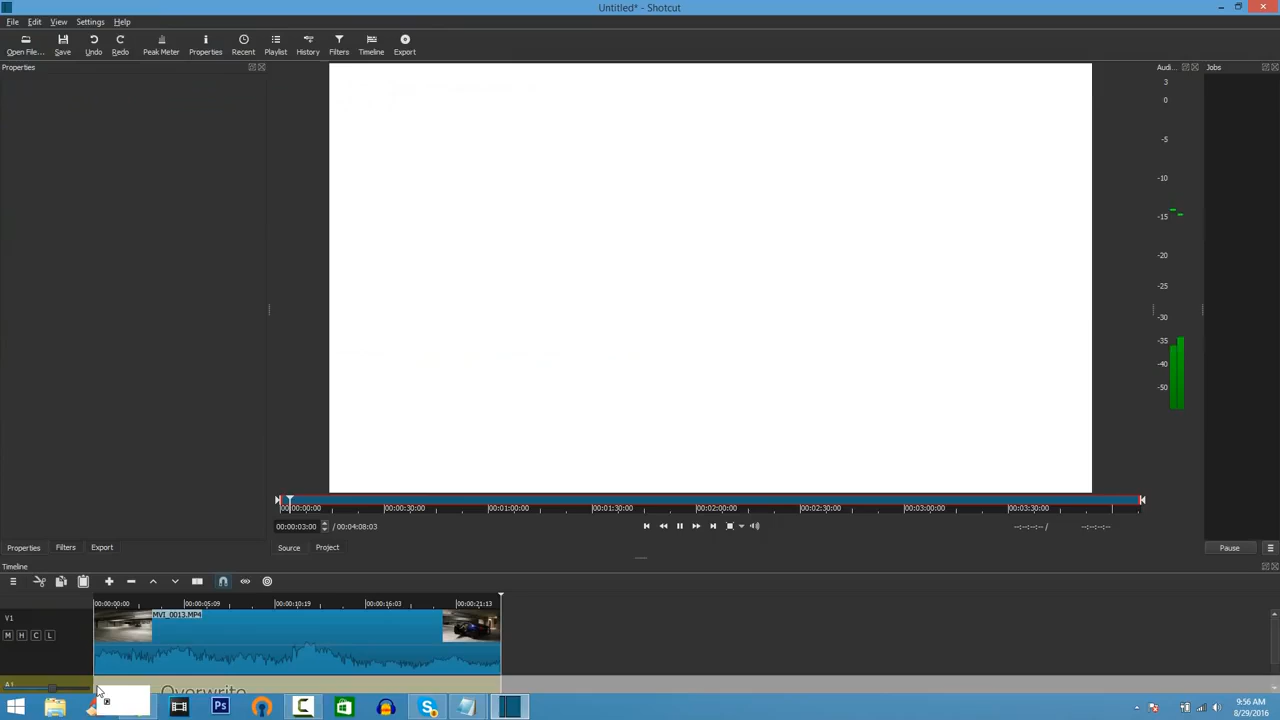 Untitled* - Shotcut
File Edit View Settings Help
Open File... Save Undo Redo Peak Meter Properties Recent Playlist History Filters Timeline Export
Properties Audi... Jobs
3
0
-5
-10
-15
-20
-25
-30
-35
-40
-50
00:00:00:00 00:00:30:00 00:01:00:00 00:01:30:00 00:02:00:00 00:02:30:00 00:03:00:00 00:03:30:00
00:00:03:00 / 00:04:08:03 --:--:--:-- / --:--:--:--
Properties Filters Export Source Project Pause
Timeline
00:00:00:00 00:00:05:09 00:00:10:19 00:00:16:03 00:00:21:13
V1 MVI_0013.MP4
M H C L
A1 Overwrite
Ps
9:56 AM
8/29/2016